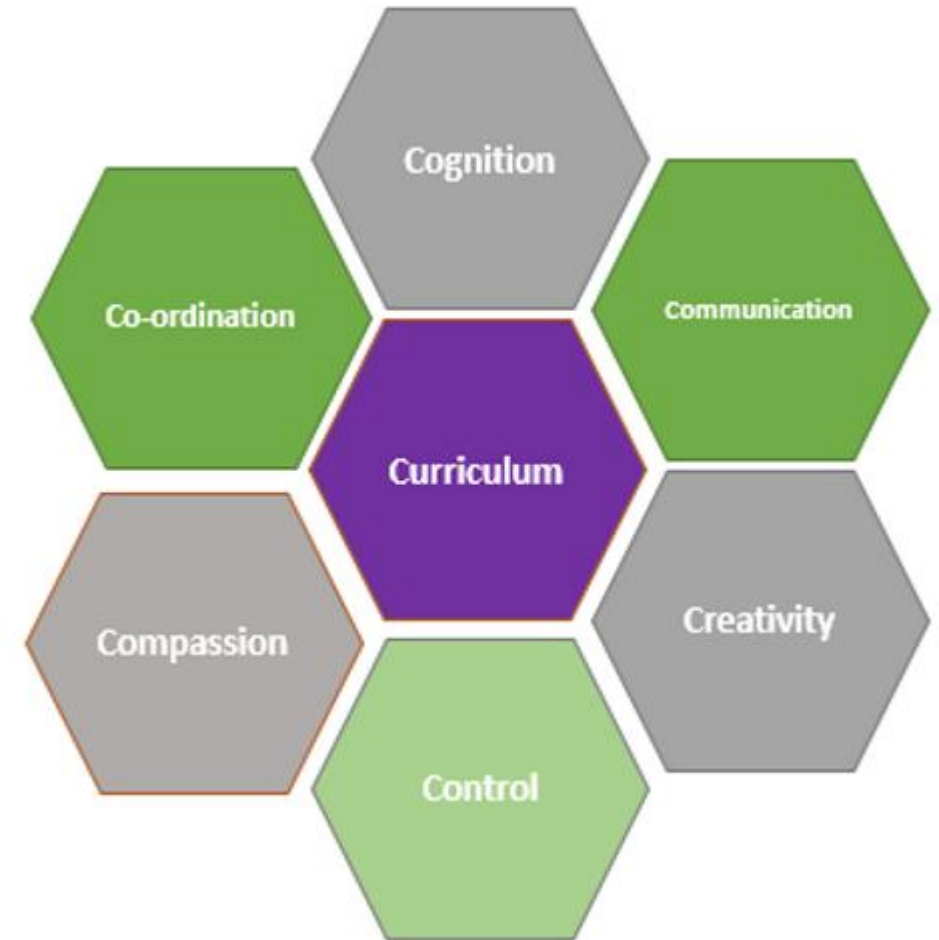 Cognition
Co-ordination
Communication
Curriculum
Compassion
Creativity
Control